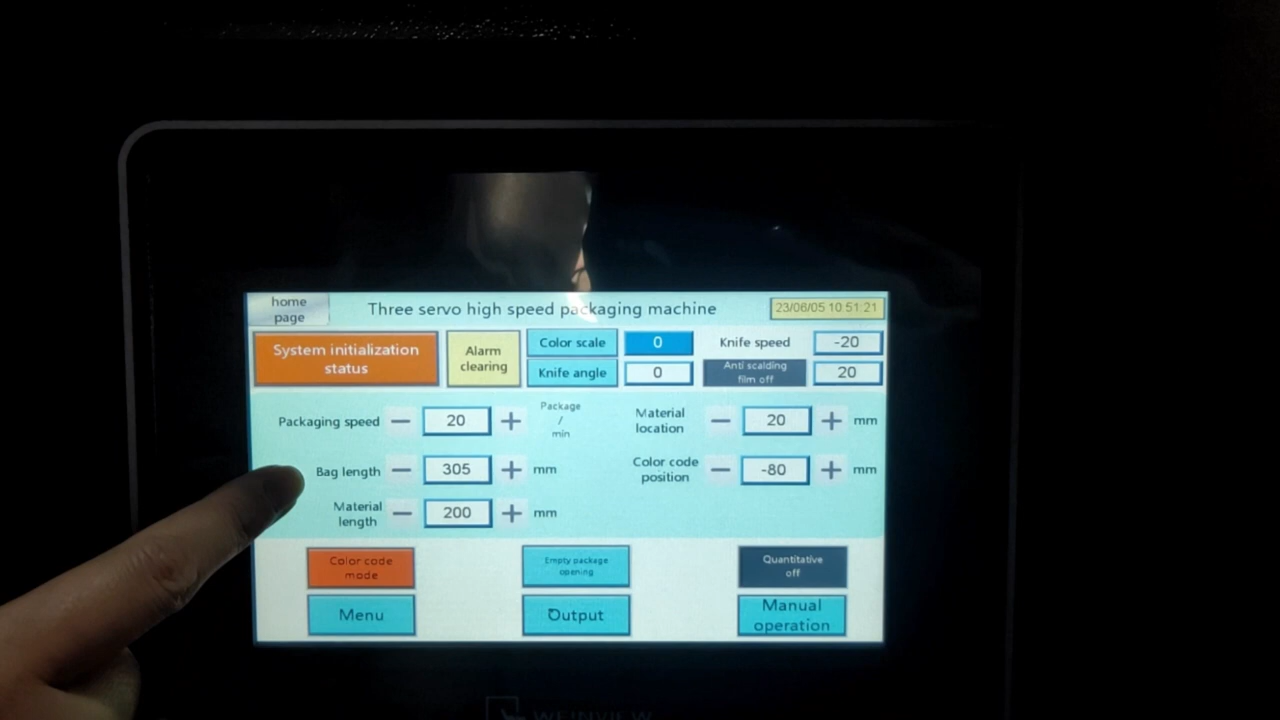 home
page
Three servo high speed packaging machine
23/06/05 10:51:21
System initialization
status
Alarm
clearing
Color scale
0
Knife speed
-20
Knife angle
0
Anti scalding
film off
20
Packaging speed
20
Package
/
min
Material
location
20
mm
Bag length
305
mm
Color code
position
-80
mm
Material
length
200
mm
Color code
mode
Empty package
opening
Quantitative
off
Menu
Output
Manual
operation
WEINVIEW